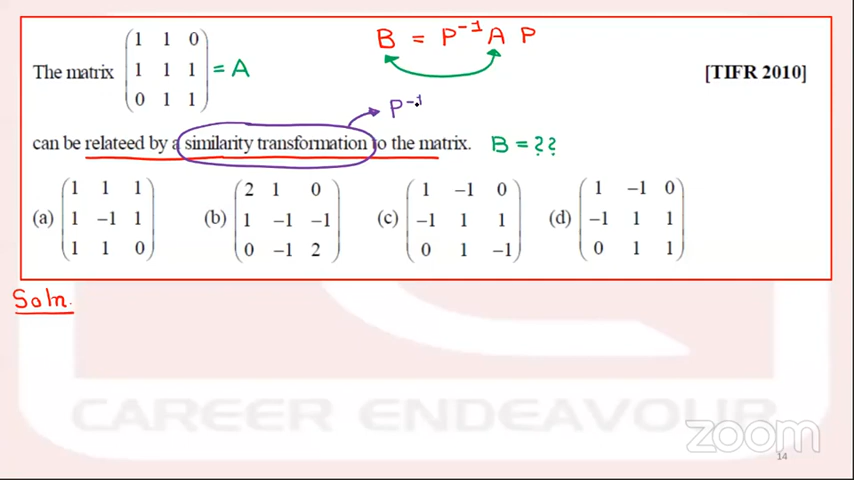 B = P⁻¹ A P
The matrix (1 1 0; 1 1 1; 0 1 1) = A [TIFR 2010]
P⁻¹
can be relateed by a similarity transformation to the matrix. B = ??
(a) (1 1 1; 1 −1 1; 1 1 0) (b) (2 1 0; 1 −1 −1; 0 −1 2) (c) (1 −1 0; −1 1 1; 0 1 −1) (d) (1 −1 0; −1 1 1; 0 1 1)
Soln.
CAREER ENDEAVOUR
zoom
14